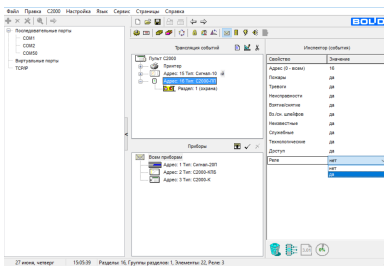 Файл Правка С2000 Настройка Язык Сервис Страницы Справка
BOLID
Последовательные порты
COM1
COM2
COM56
Виртуальные порты
TCP/IP
Трансляция событий
Пульт С2000
Принтер
Адрес: 15 Тип: Сигнал-10
Адрес: 16 Тип: С2000-ПП
Раздел: 1 (охрана)
Приборы
Всем приборам
Адрес: 1 Тип: Сигнал-20П
Адрес: 2 Тип: С2000-КПБ
Адрес: 3 Тип: С2000-К
Инспектор (события)
Свойство Значение
Адрес (0 - всем) 16
Пожары да
Тревоги да
Неисправности да
Взятие/снятие да
Вз./сн. шлейфов да
Неизвестные да
Служебные да
Технологические да
Доступ да
Реле нет
нет
да
27 июня, четверг 15:05:39 Разделы: 16, Группы разделов: 1, Элементы: 22, Реле 3